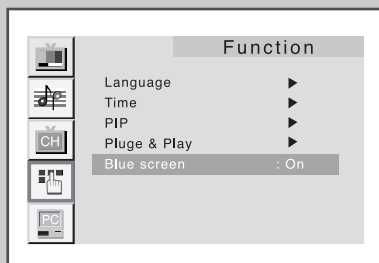 Function
Language ▶
Time ▶
PIP ▶
Pluge & Play ▶
CH
Blue screen : On
PC